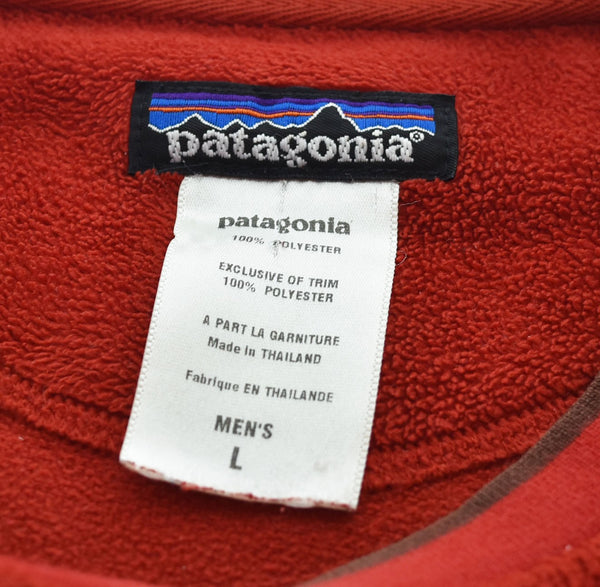 patagonia®
patagonia®
100% POLYESTER
EXCLUSIVE OF TRIM
100% POLYESTER
A PART LA GARNITURE
Made in THAILAND
Fabrique EN THAILANDE
MEN'S
L